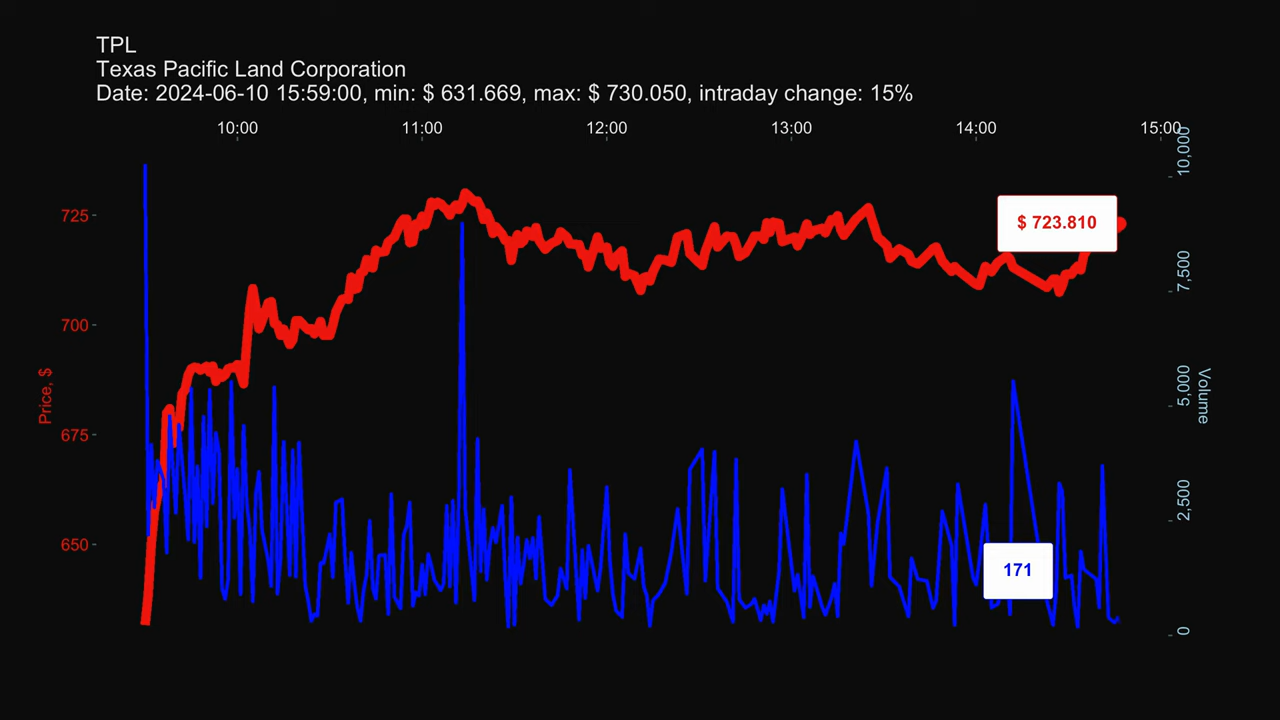 TPL
Texas Pacific Land Corporation
Date: 2024-06-10 15:59:00, min: $ 631.669, max: $ 730.050, intraday change: 15%
10:00 11:00 12:00 13:00 14:00 15:00
10,000
725
$ 723.810
7,500
700
Price, $
5,000
Volume
675
2,500
650
171
0